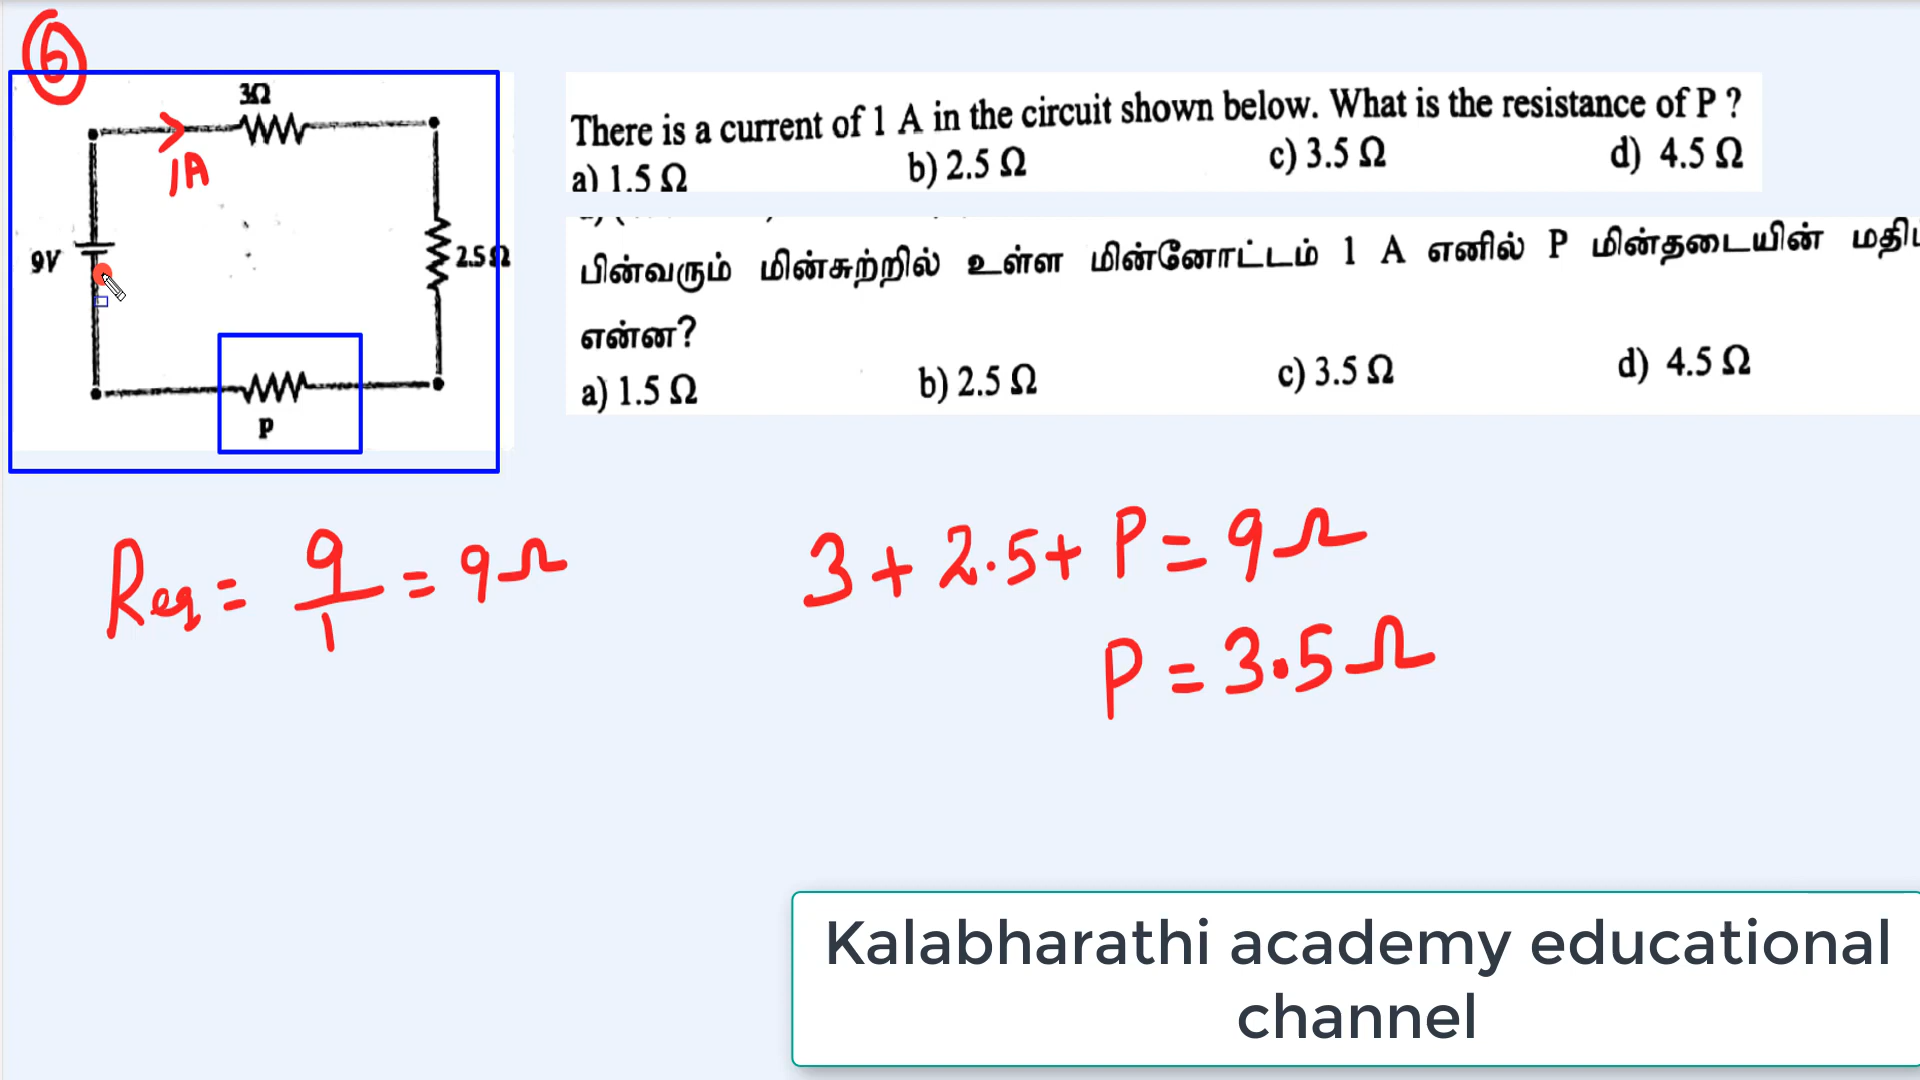 6
3Ω
1A
9V
2.5Ω
P
There is a current of 1 A in the circuit shown below. What is the resistance of P ?
a) 1.5 Ω b) 2.5 Ω c) 3.5 Ω d) 4.5 Ω
பின்வரும் மின்சுற்றில் உள்ள மின்னோட்டம் 1 A எனில் P மின்தடையின்
என்ன?
a) 1.5 Ω b) 2.5 Ω c) 3.5 Ω d) 4.5 Ω
Req = 9/1 = 9Ω
3 + 2.5 + P = 9Ω
P = 3.5Ω
Kalabharathi academy educational
channel